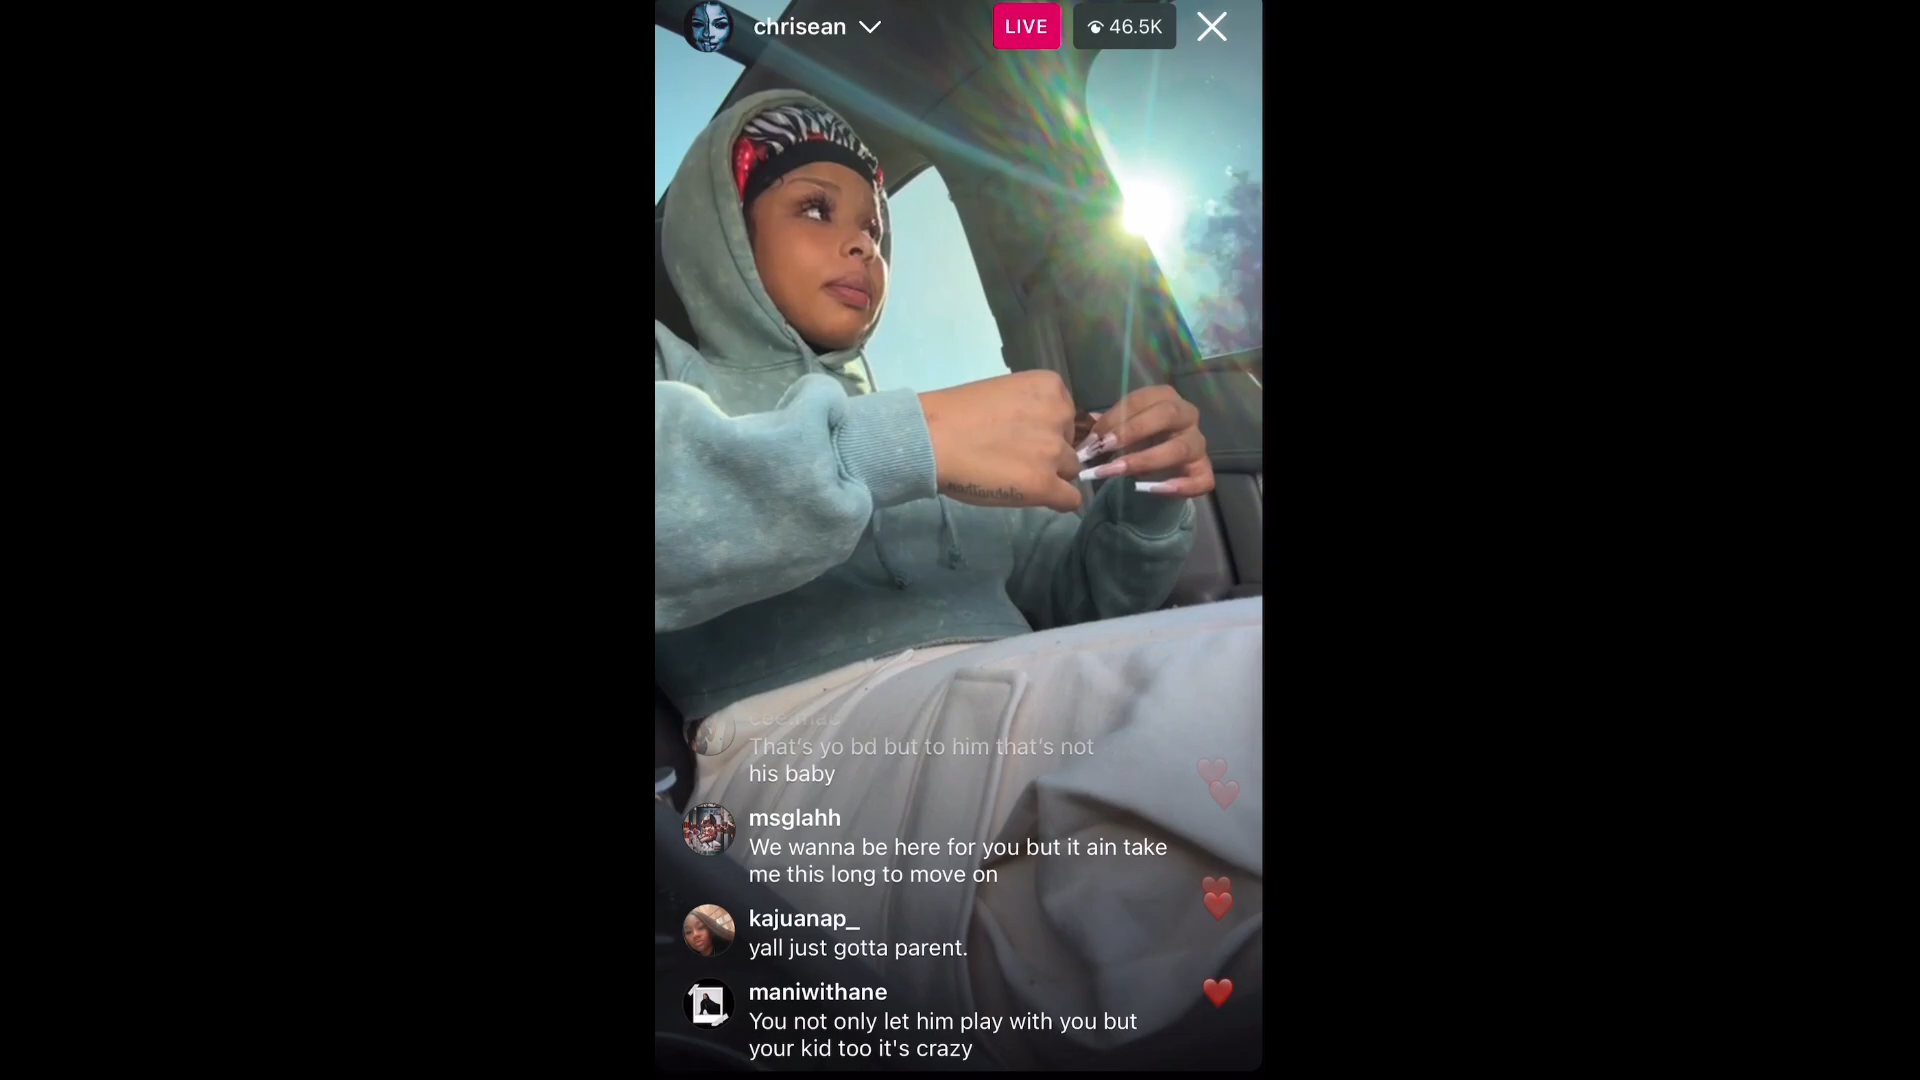 chrisean
LIVE
46.5K
cee.mac
That's yo bd but to him that's not
his baby
msglahh
We wanna be here for you but it ain take
me this long to move on
kajuanap_
yall just gotta parent.
maniwithane
You not only let him play with you but
your kid too it's crazy